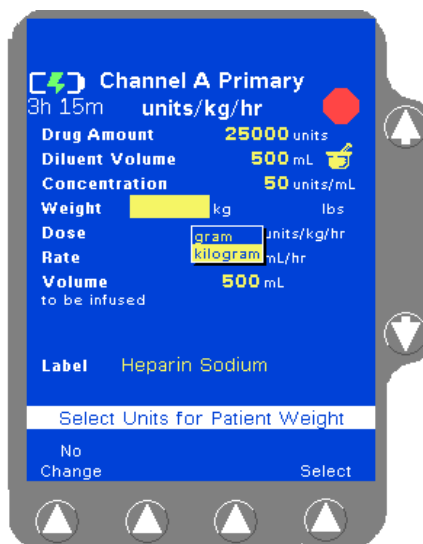 Channel A Primary
3h 15m units/kg/hr
Drug Amount 25000 units
Diluent Volume 500 mL
Concentration 50 units/mL
Weight kg lbs
Dose gram units/kg/hr
Rate kilogram mL/hr
Volume 500 mL
to be infused
Label Heparin Sodium
Select Units for Patient Weight
No
Change Select